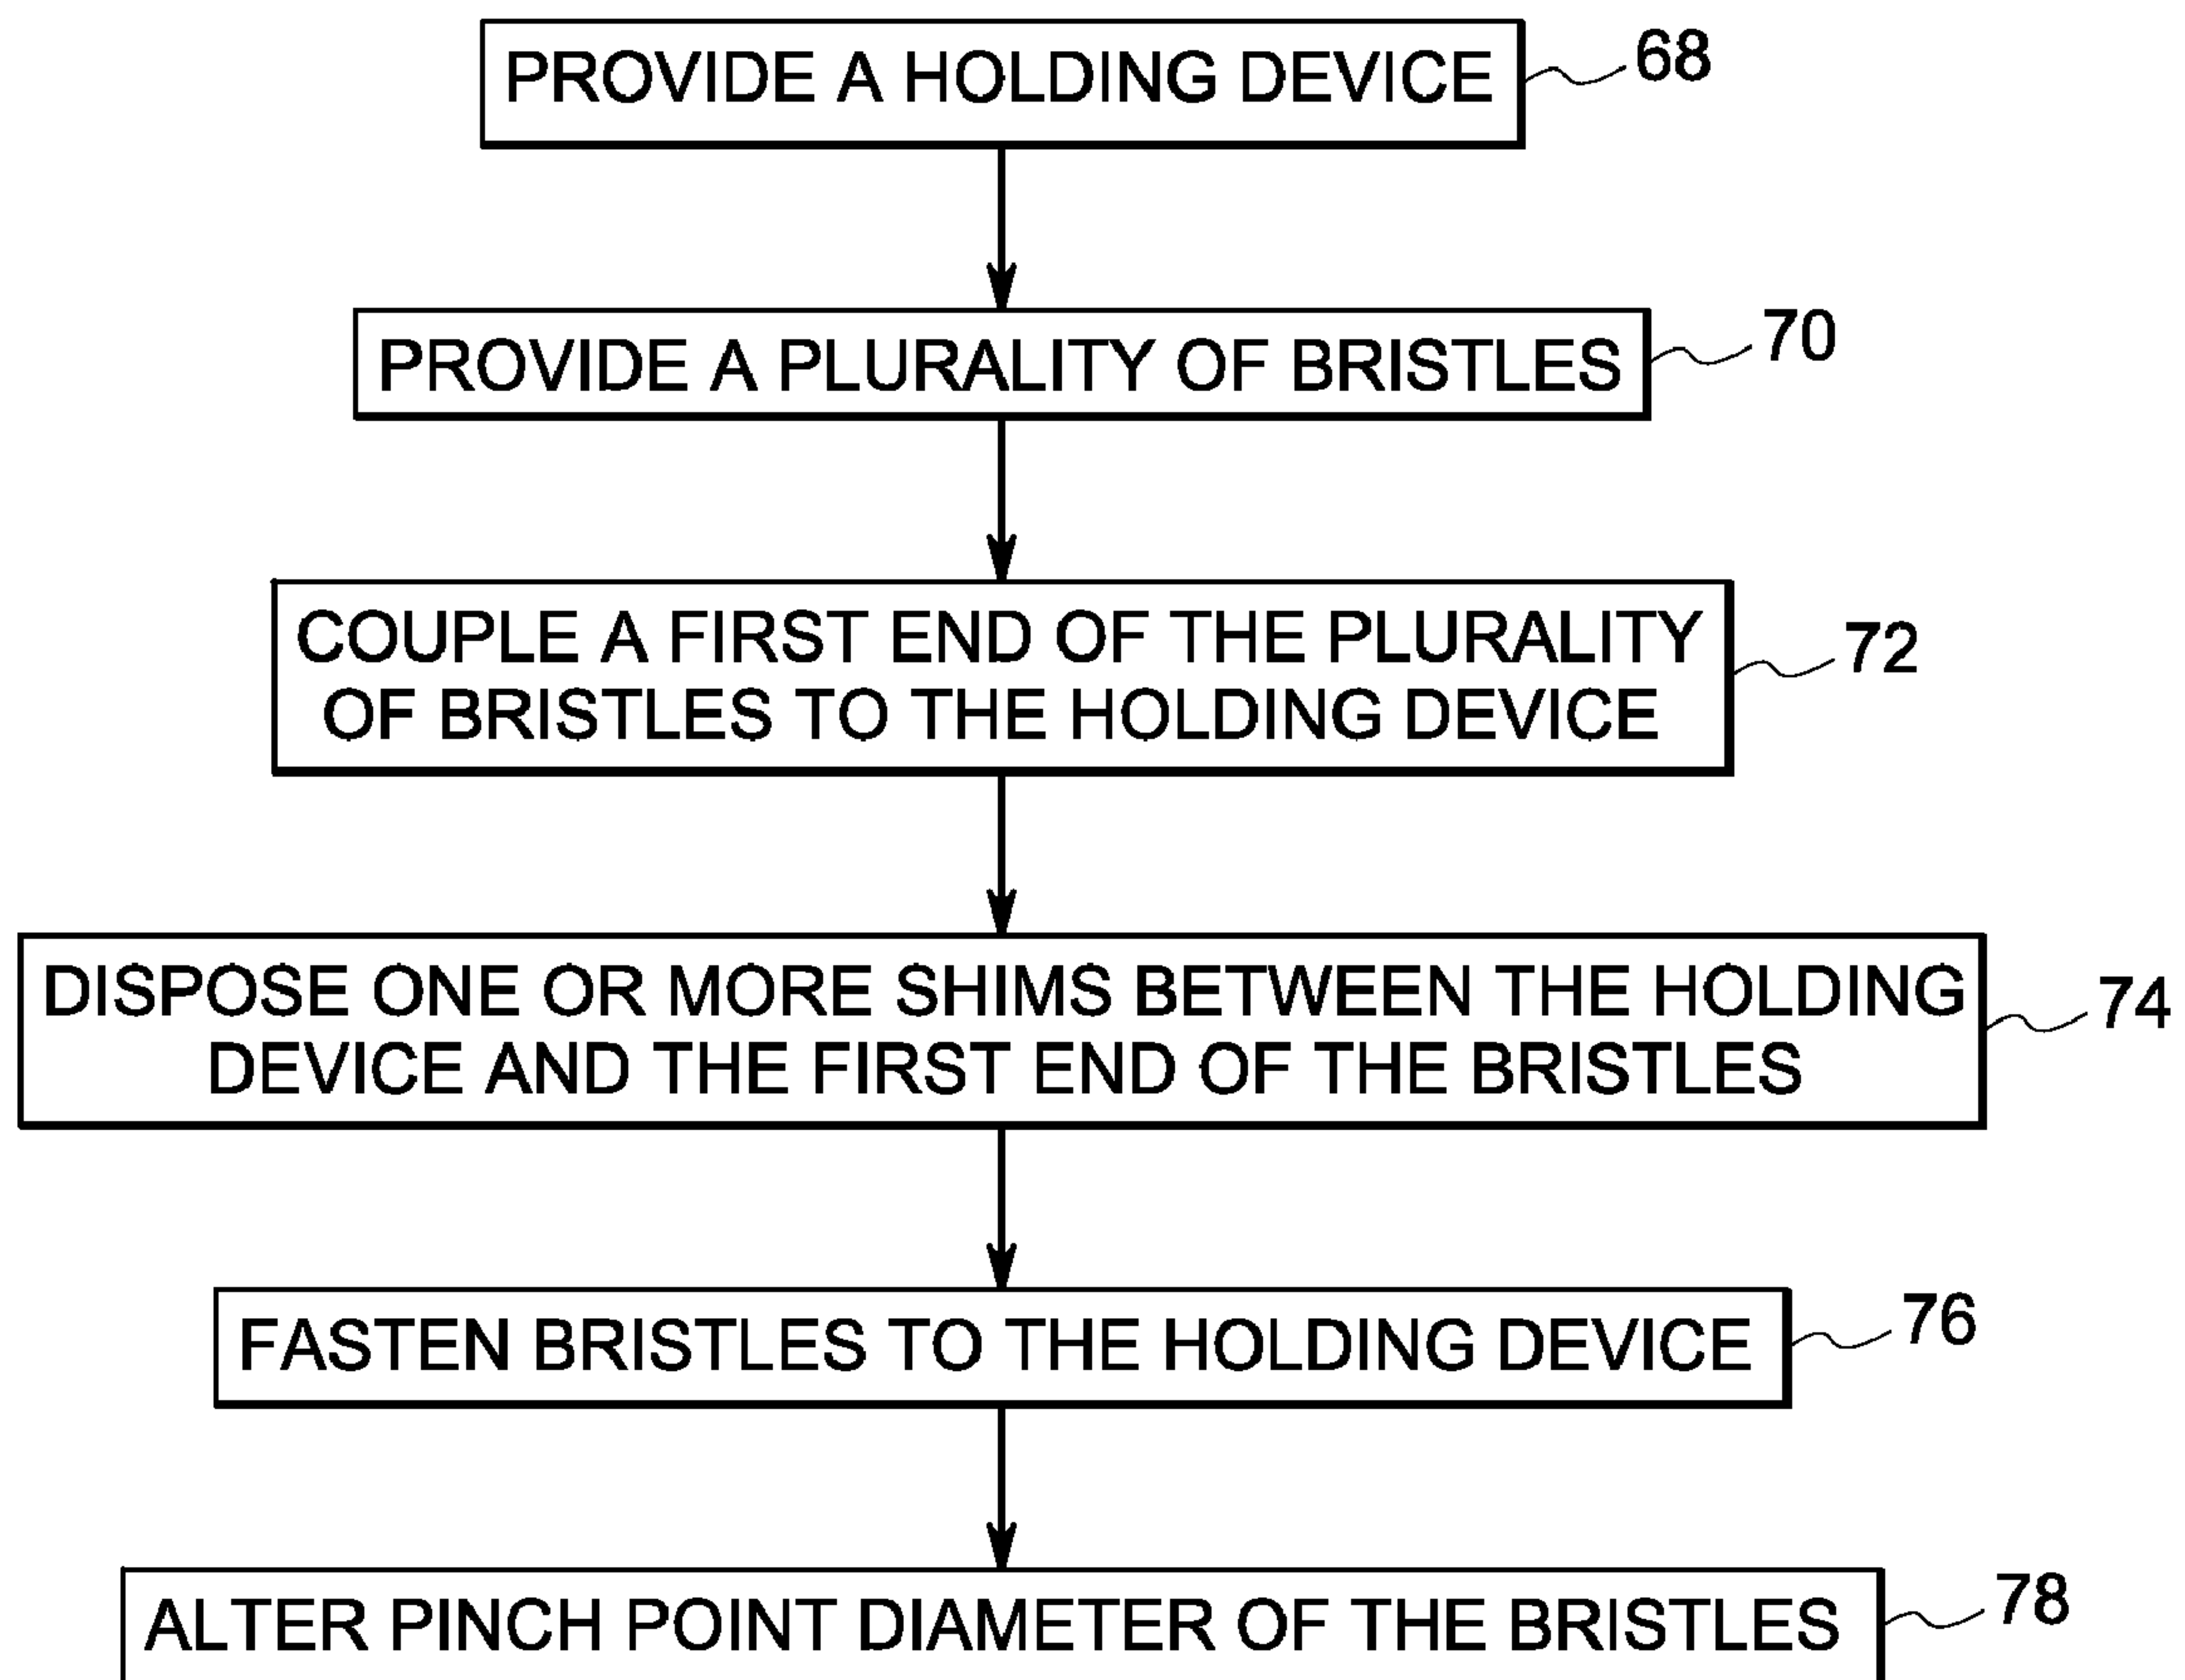 PROVIDE A HOLDING DEVICE
68
PROVIDE A PLURALITY OF BRISTLES
70
COUPLE A FIRST END OF THE PLURALITY
OF BRISTLES TO THE HOLDING DEVICE
72
DISPOSE ONE OR MORE SHIMS BETWEEN THE HOLDING
DEVICE AND THE FIRST END OF THE BRISTLES
74
FASTEN BRISTLES TO THE HOLDING DEVICE
76
ALTER PINCH POINT DIAMETER OF THE BRISTLES
78